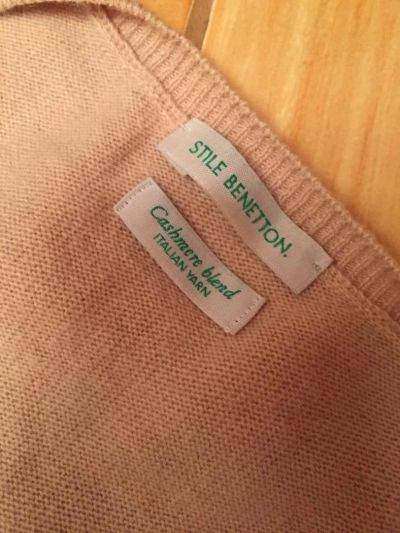 STILE BENETTON.
Cashmere blend
ITALIAN YARN